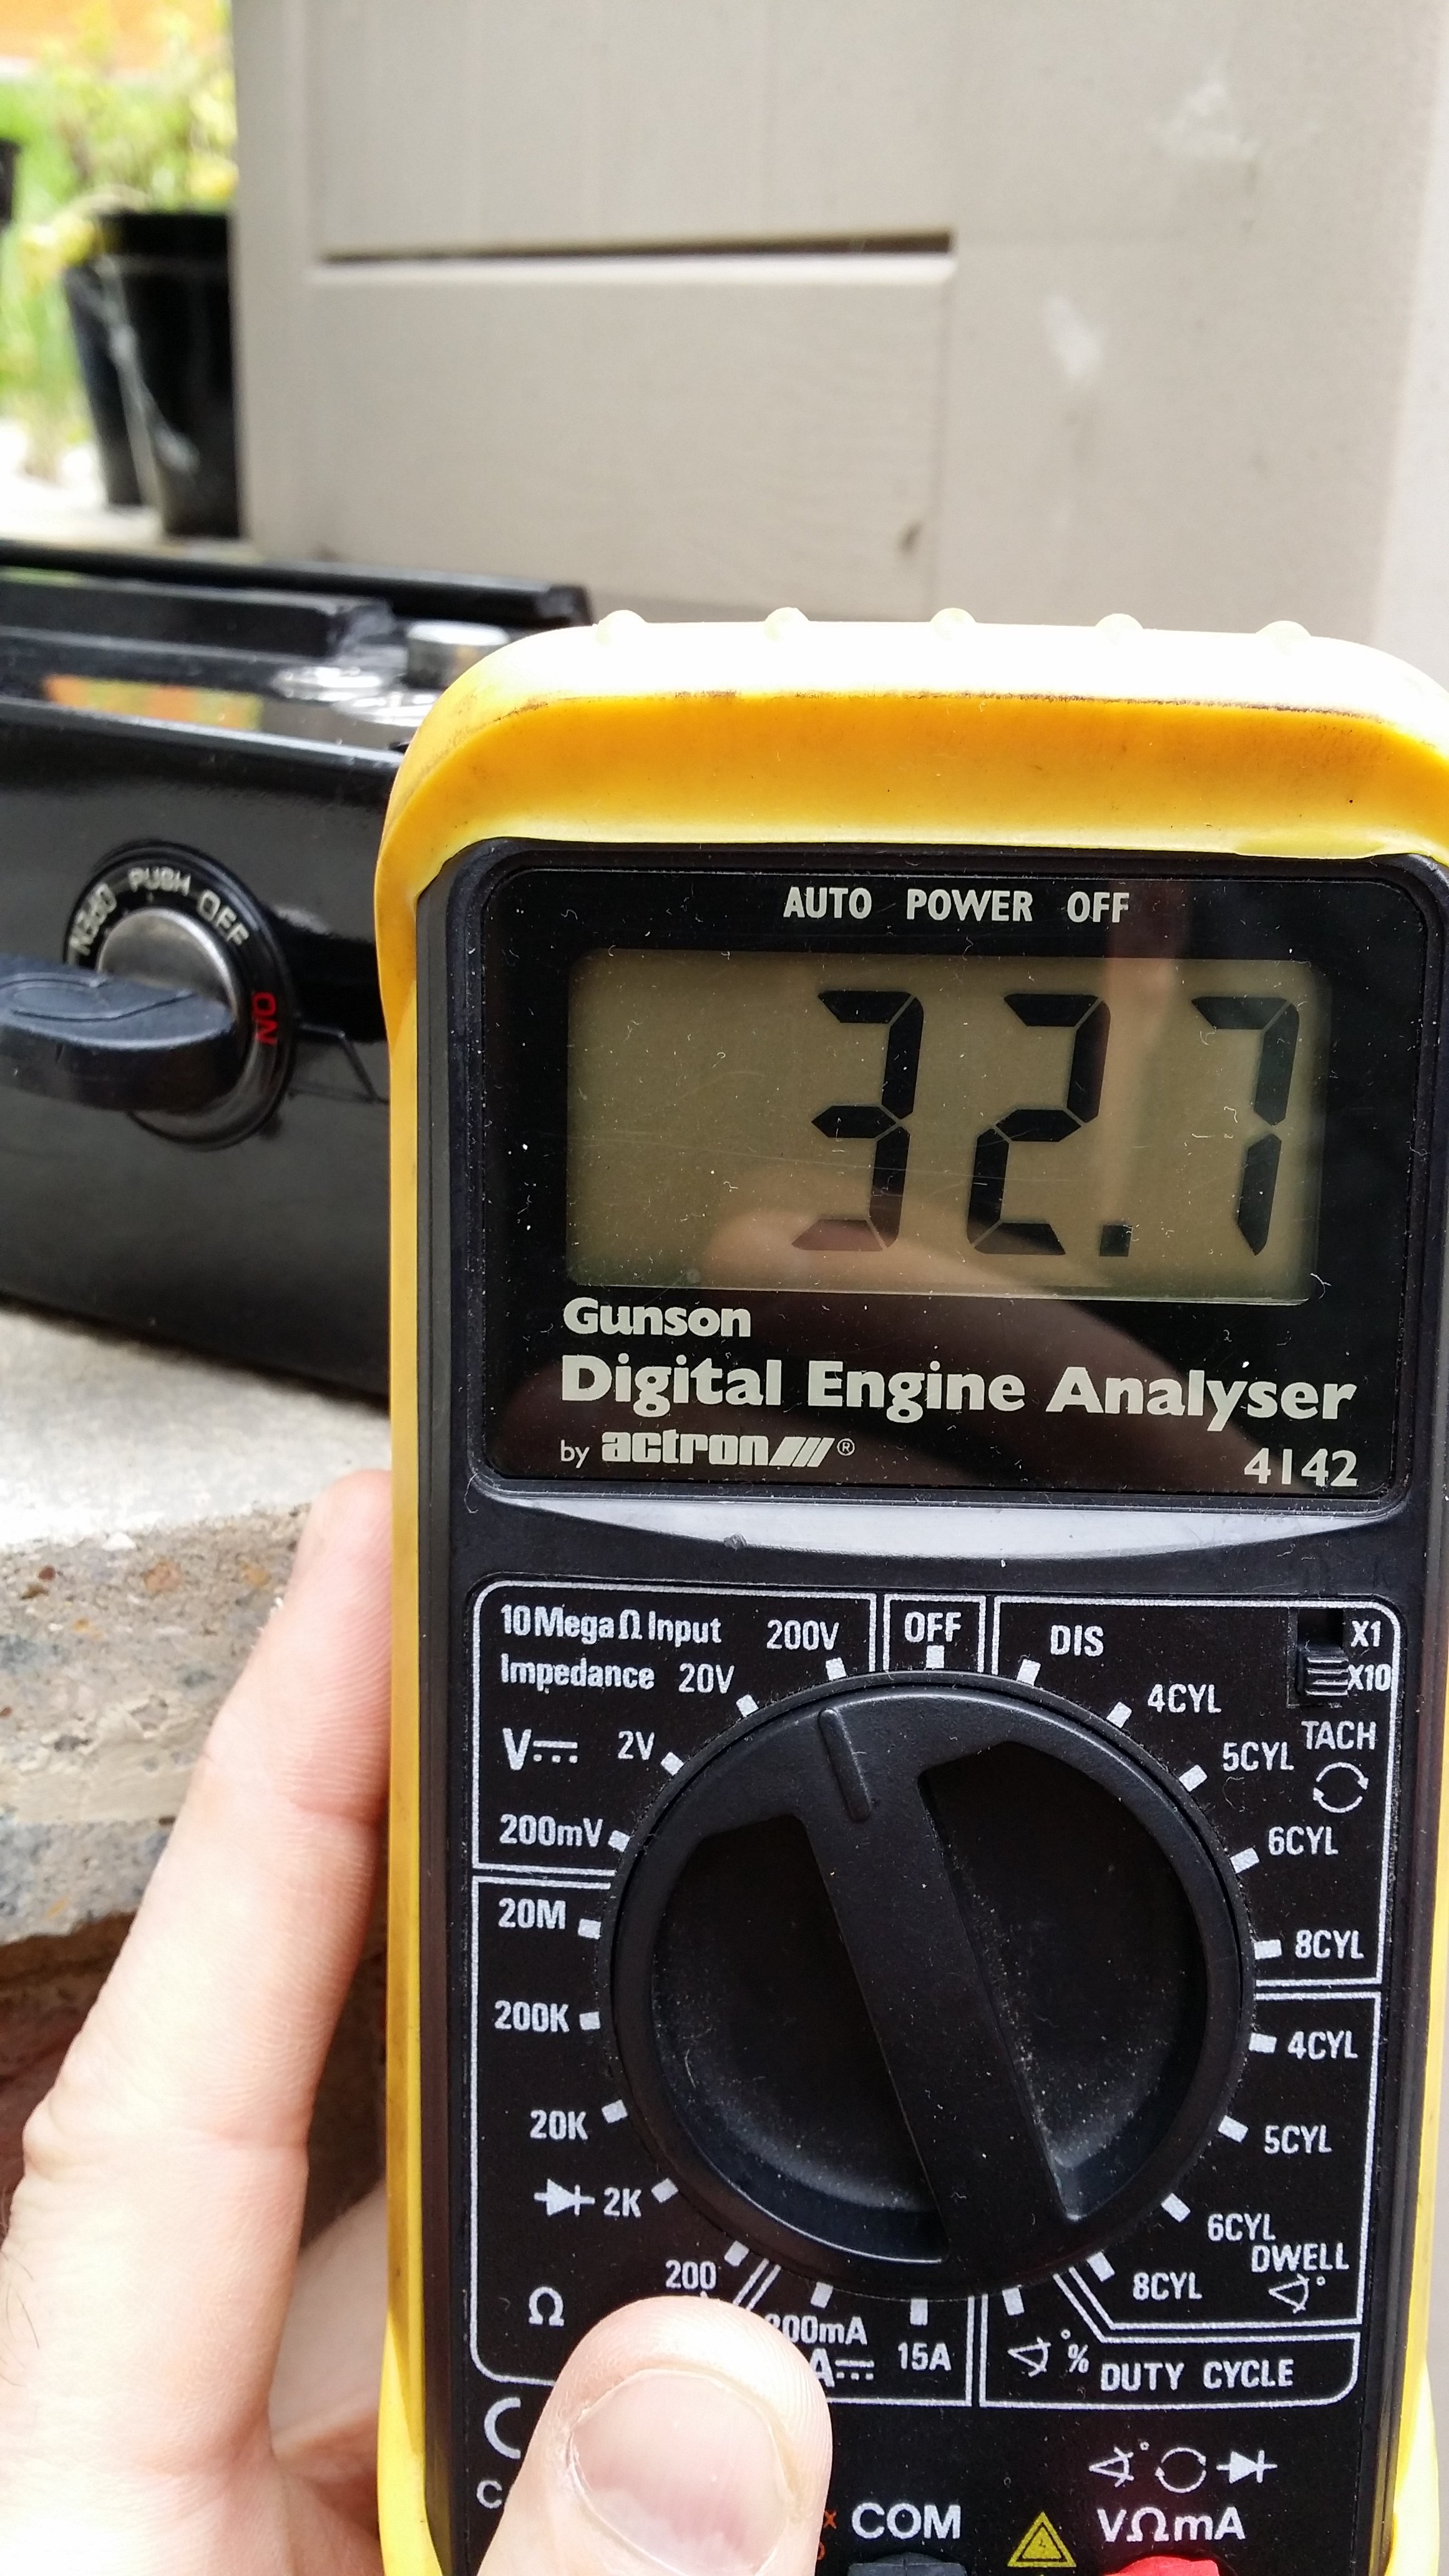 AUTO POWER OFF
32.7
Gunson
Digital Engine Analyser
by actron ®
4142
OPEN PUSH OFF
ON
10 Mega Ω Input
Impedance
200V
20V
2V
V
200mV
20M
200K
20K
2K
200
Ω
OFF
DIS
4CYL
5CYL
6CYL
8CYL
X1
X10
TACH
4CYL
5CYL
6CYL
8CYL
DWELL
°
00mA
A
15A
° %
DUTY CYCLE
COM
°
VΩmA